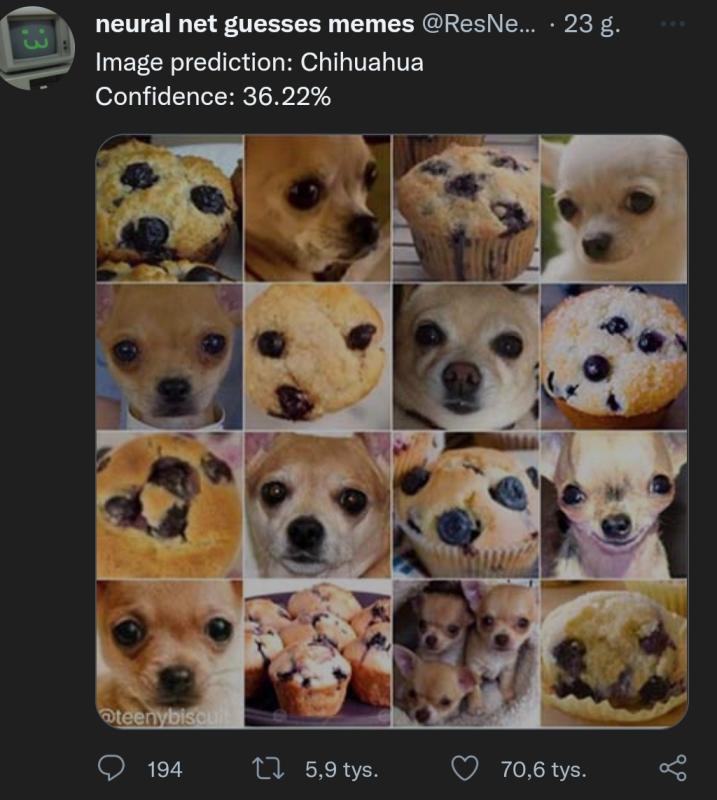 neural net guesses memes @ResNe... · 23 g.
Image prediction: Chihuahua
Confidence: 36.22%
@teenybiscuit
194 5,9 tys. 70,6 tys.